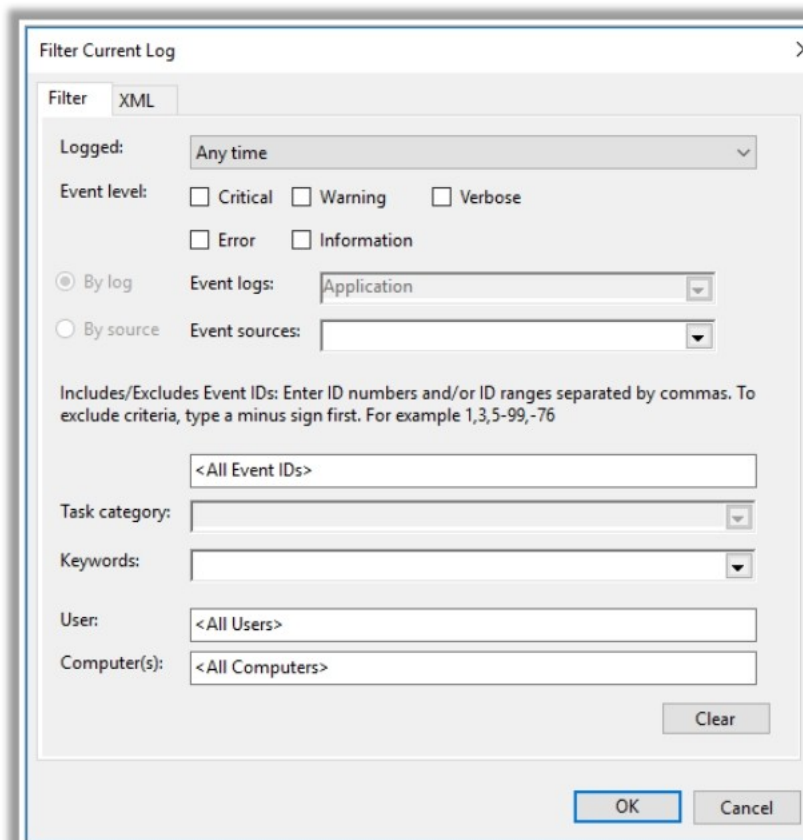 Filter Current Log
Filter XML
Logged: Any time
Event level: Critical Warning Verbose
Error Information
By log Event logs: Application
By source Event sources:
Includes/Excludes Event IDs: Enter ID numbers and/or ID ranges separated by commas. To
exclude criteria, type a minus sign first. For example 1,3,5-99,-76
<All Event IDs>
Task category:
Keywords:
User: <All Users>
Computer(s): <All Computers>
Clear
OK Cancel